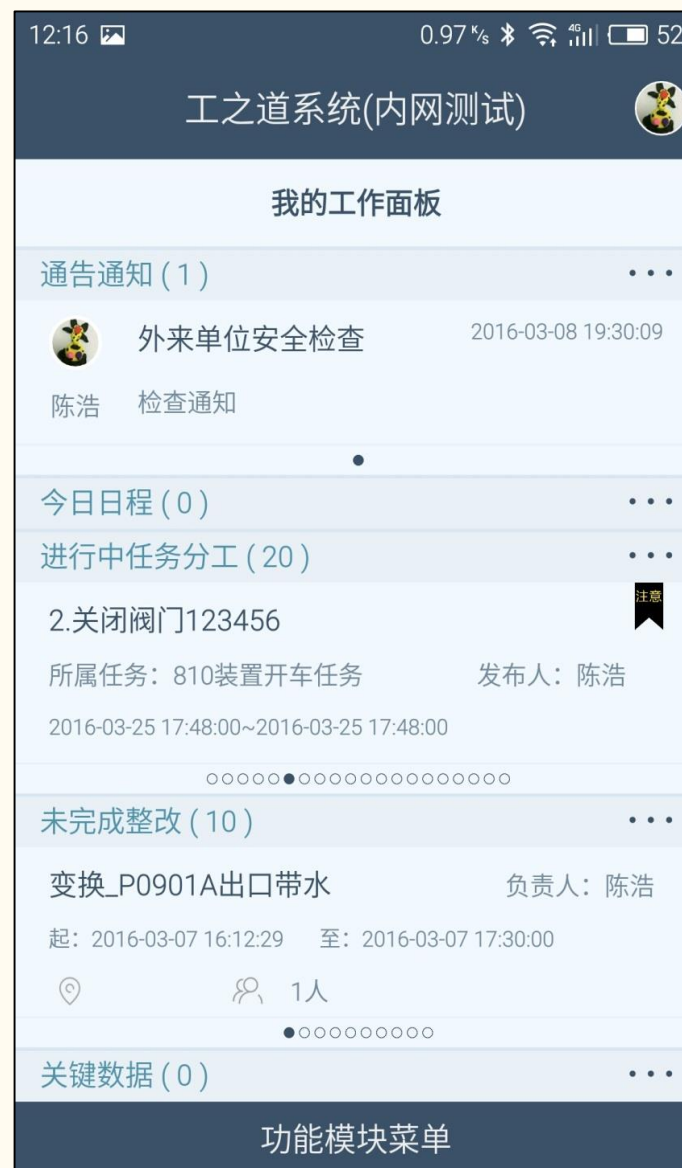 12:16 0.97 K/s 4G 52
工之道系统(内网测试)
我的工作面板
通告通知 ( 1 )
外来单位安全检查 2016-03-08 19:30:09
陈浩 检查通知
今日日程 ( 0 )
进行中任务分工 ( 20 )
注意
2.关闭阀门123456
所属任务：810装置开车任务 发布人：陈浩
2016-03-25 17:48:00~2016-03-25 17:48:00
未完成整改 ( 10 )
变换_P0901A出口带水 负责人：陈浩
起：2016-03-07 16:12:29 至：2016-03-07 17:30:00
1人
关键数据 ( 0 )
功能模块菜单